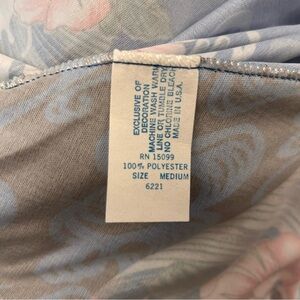 EXCLUSIVE OF
DECORATION
MACHINE WASH WARM
LINE OR TUMBLE DRY
NO CHLORINE BLEACH
MADE IN U.S.A.
RN 15099
100% POLYESTER
SIZE MEDIUM
6221